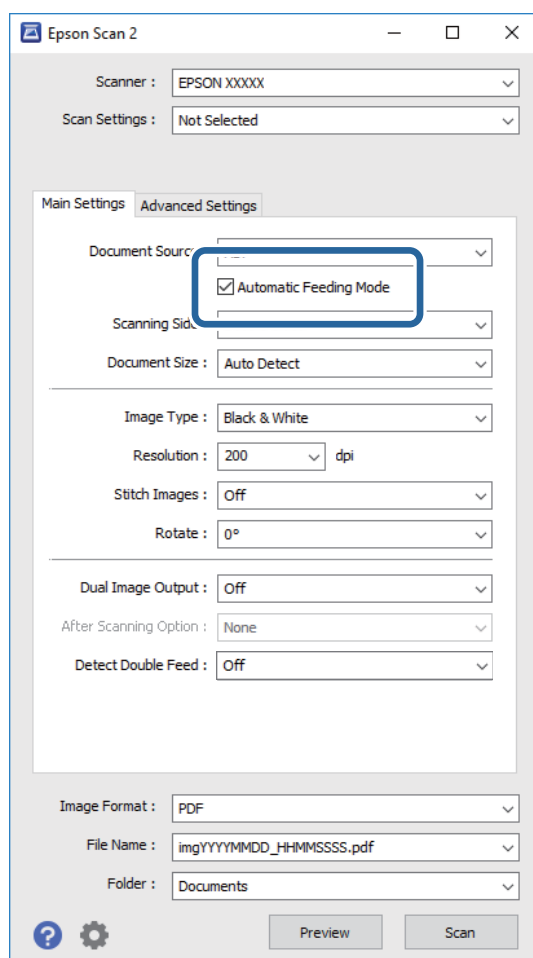 Epson Scan 2
Scanner : EPSON XXXXX
Scan Settings : Not Selected
Main Settings Advanced Settings
Document Source
Automatic Feeding Mode
Scanning Side
Document Size : Auto Detect
Image Type : Black & White
Resolution : 200 dpi
Stitch Images : Off
Rotate : 0°
Dual Image Output : Off
After Scanning Option : None
Detect Double Feed : Off
Image Format : PDF
File Name : imgYYYYMMDD_HHMMSSSS.pdf
Folder : Documents
? Preview Scan